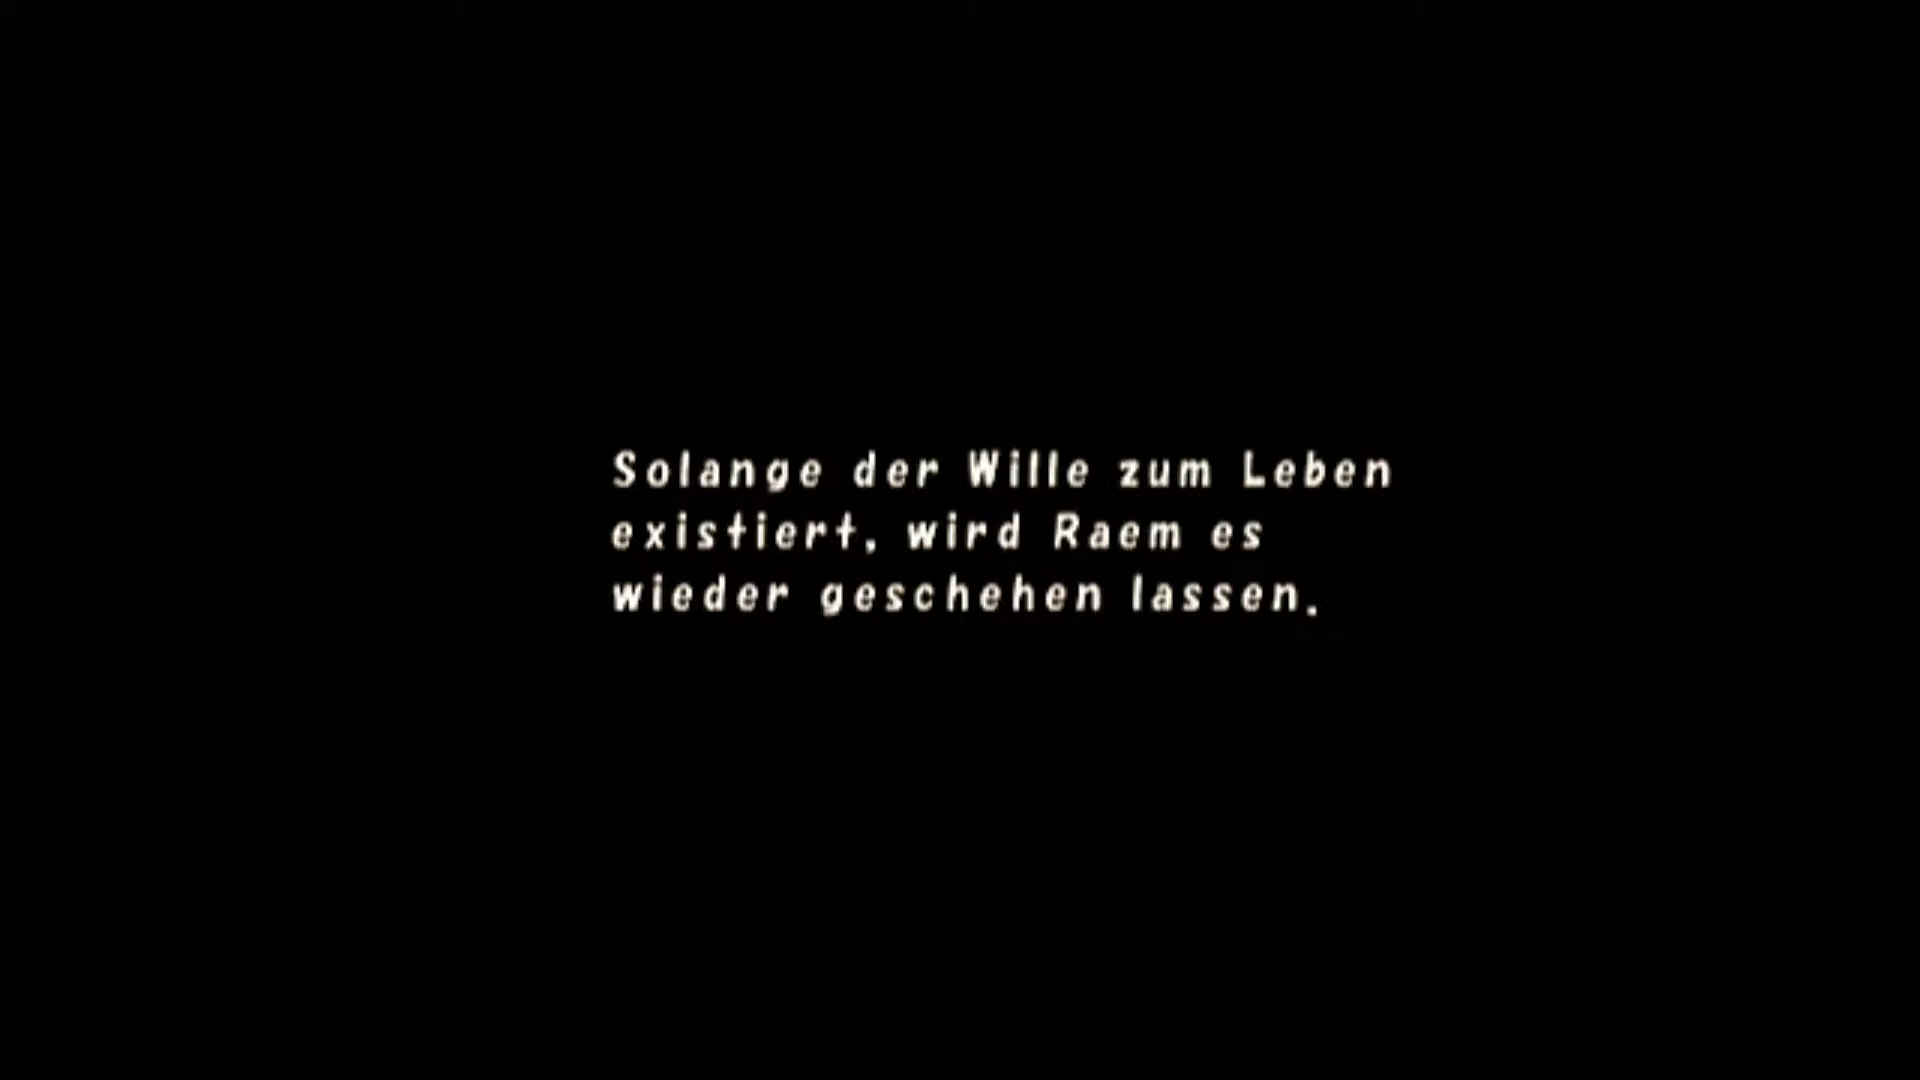 Solange der Wille zum Leben
existiert, wird Raem es
wieder geschehen lassen.